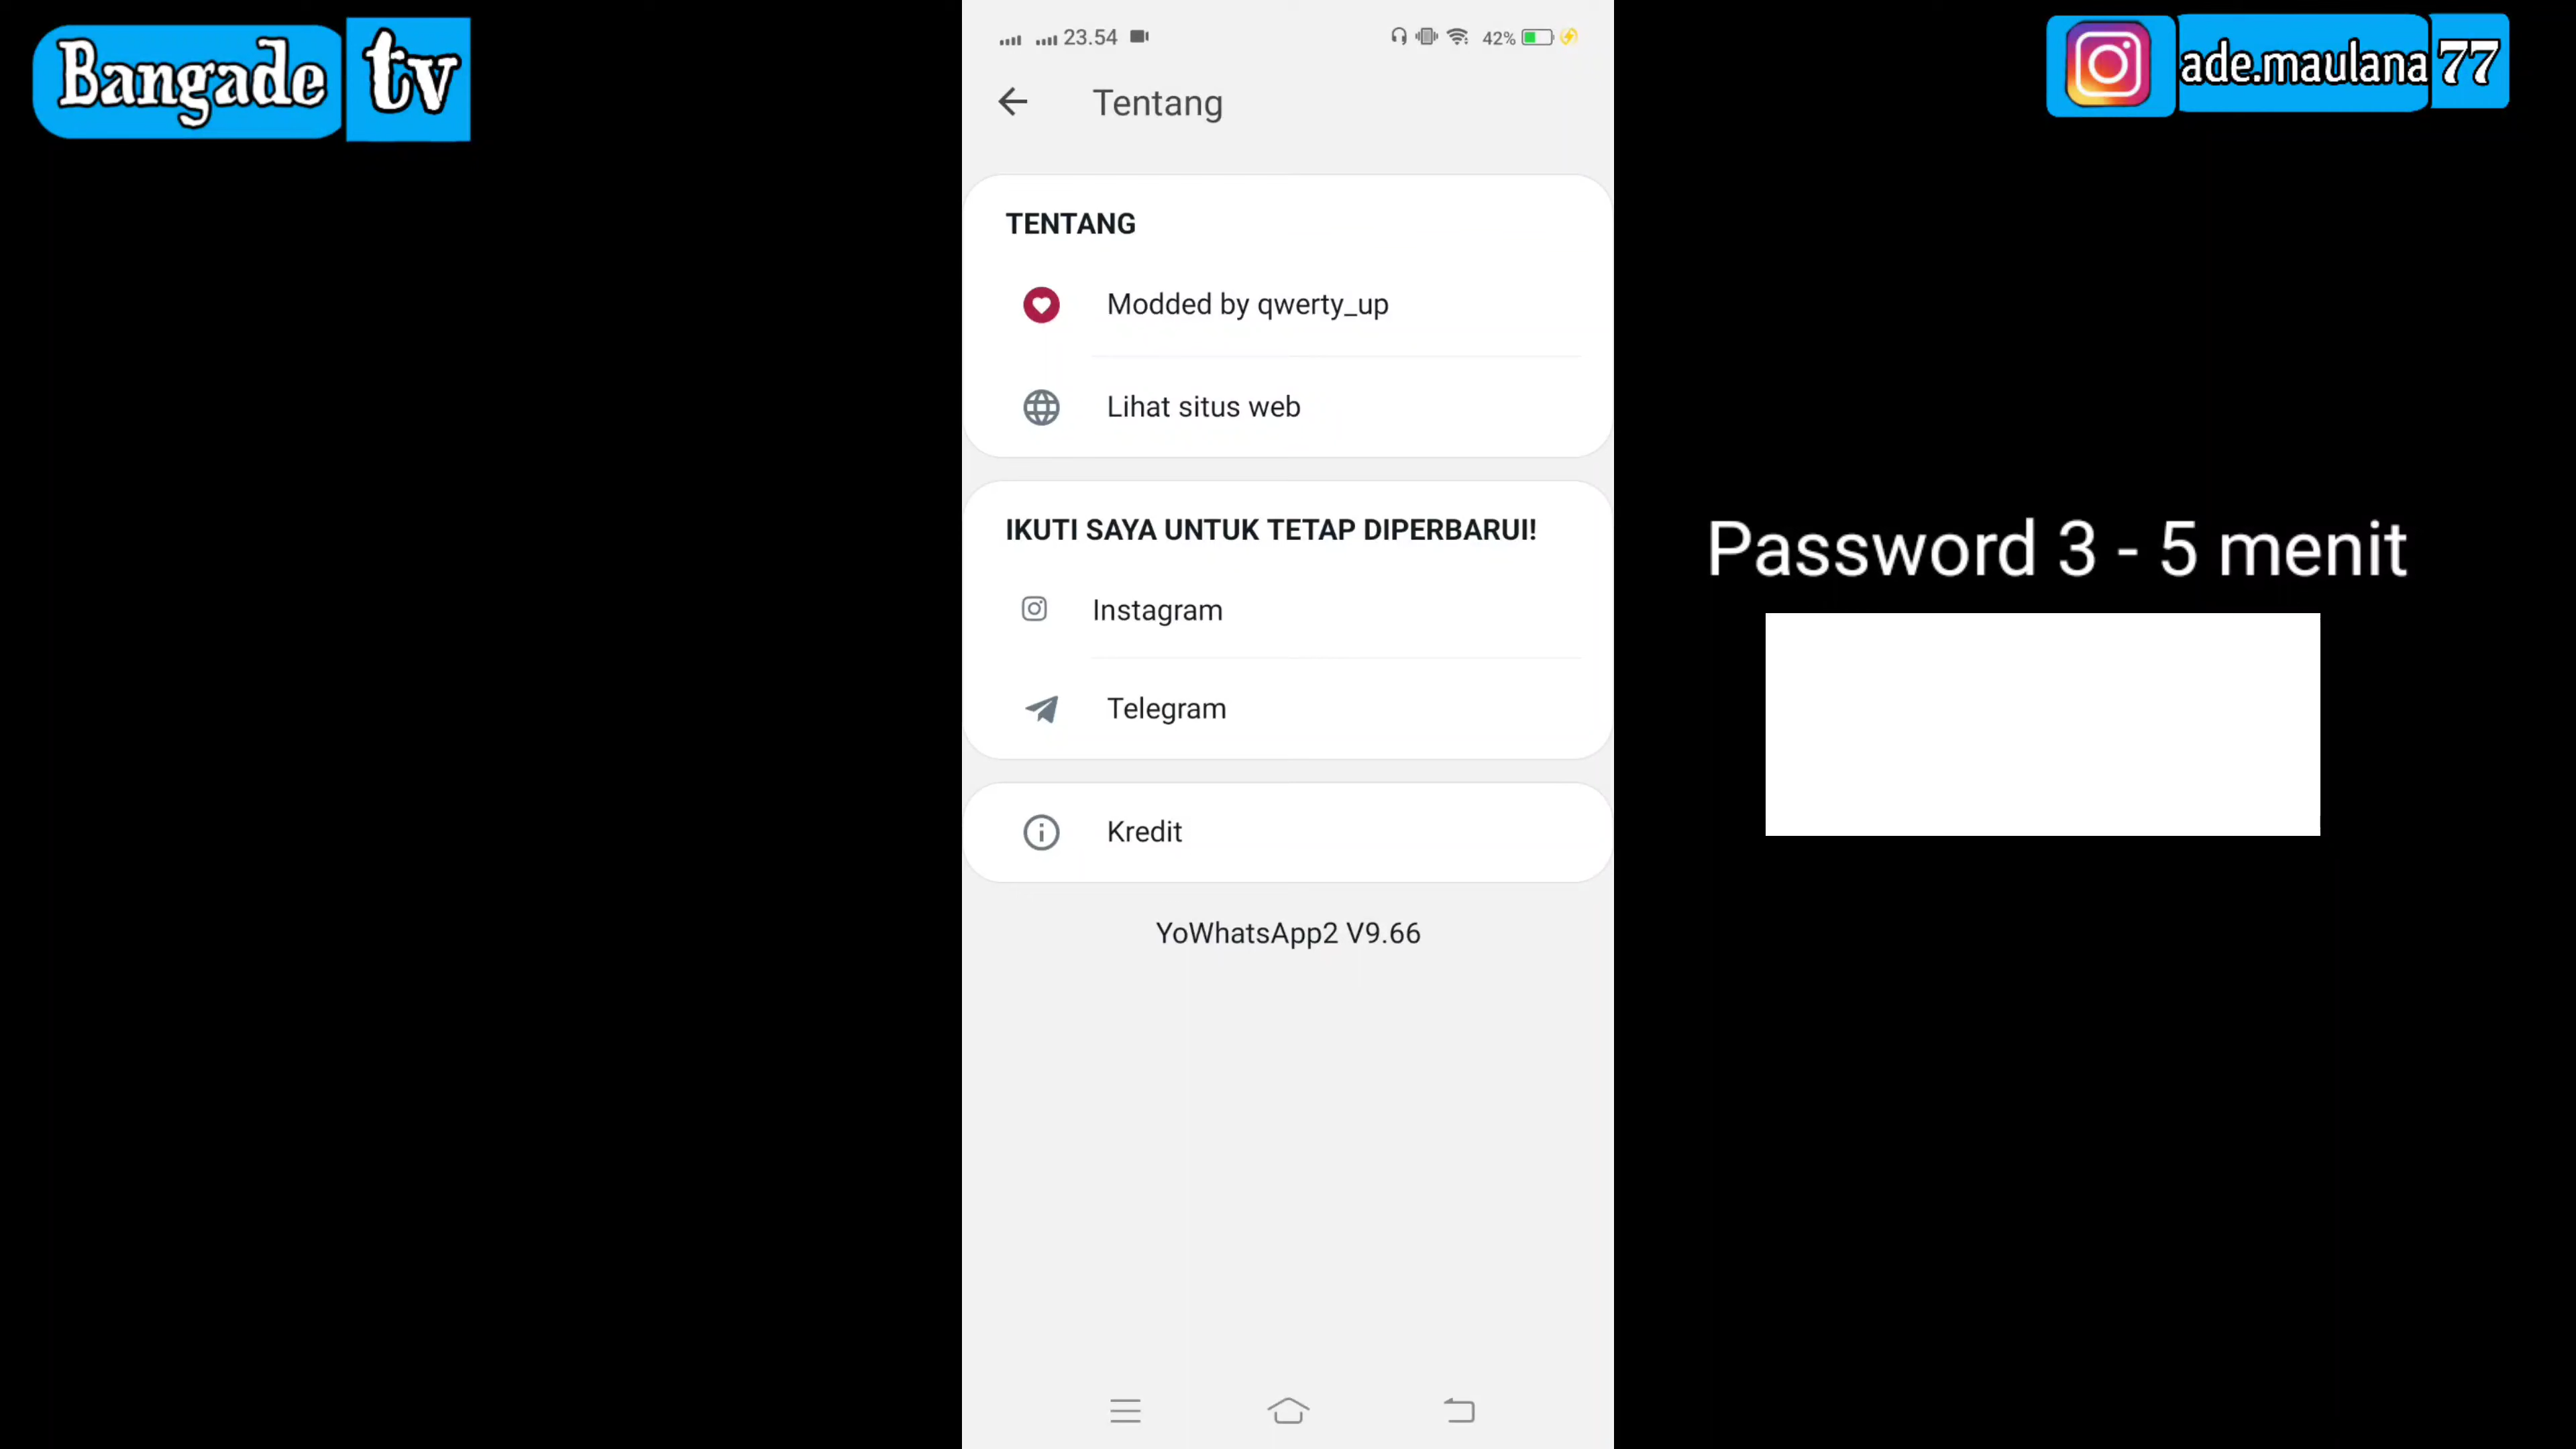 Bangade tv
ade.maulana 77
23.54
42%
Tentang
TENTANG
Modded by qwerty_up
Lihat situs web
IKUTI SAYA UNTUK TETAP DIPERBARUI!
Instagram
Telegram
Kredit
YoWhatsApp2 V9.66
Password 3 - 5 menit